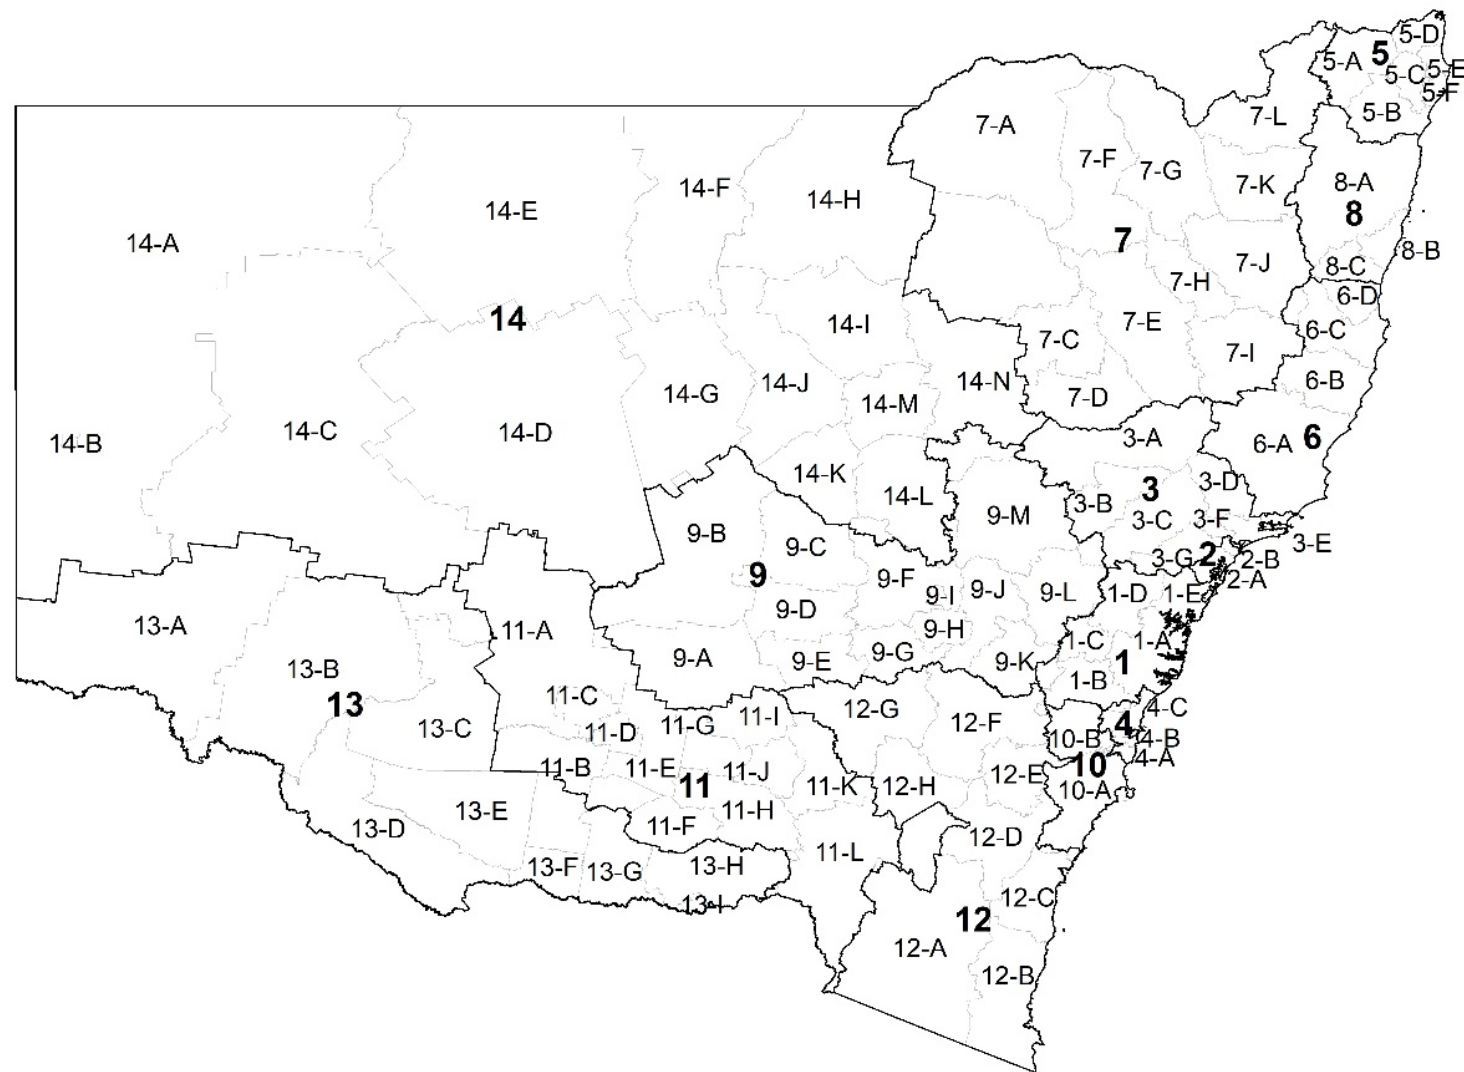 5-D
5
5-A
5-C
5-E
5-F
5-B
7-L
7-A
7-F
7-G
7-K
8-A
14-F
14-H
14-E
8
14-A
7
8-B
7-J
8-C
7-H
6-D
14
14-I
7-E
6-C
7-C
7-I
14-J
14-N
6-B
14-G
7-D
14-M
14-C
14-D
14-B
3-A
6-A
6
14-K
3-D
3
14-L
3-B
9-M
3-C
3-F
9-B
9-C
3-E
3-G
2
2-B
9
9-F
2-A
9-I
9-J
9-L
1-D
1-E
9-D
13-A
11-A
9-H
1-C
1-A
9-G
9-A
9-E
9-K
1
13-B
1-B
11-C
13
12-G
4-C
11-G
11-I
12-F
4
13-C
11-D
10-B
4-B
4-A
11-B
11-E
11-J
10
12-E
11
11-K
12-H
10-A
13-E
11-H
11-F
13-D
12-D
11-L
13-F
13-G
13-H
12-C
13-I
12
12-A
12-B